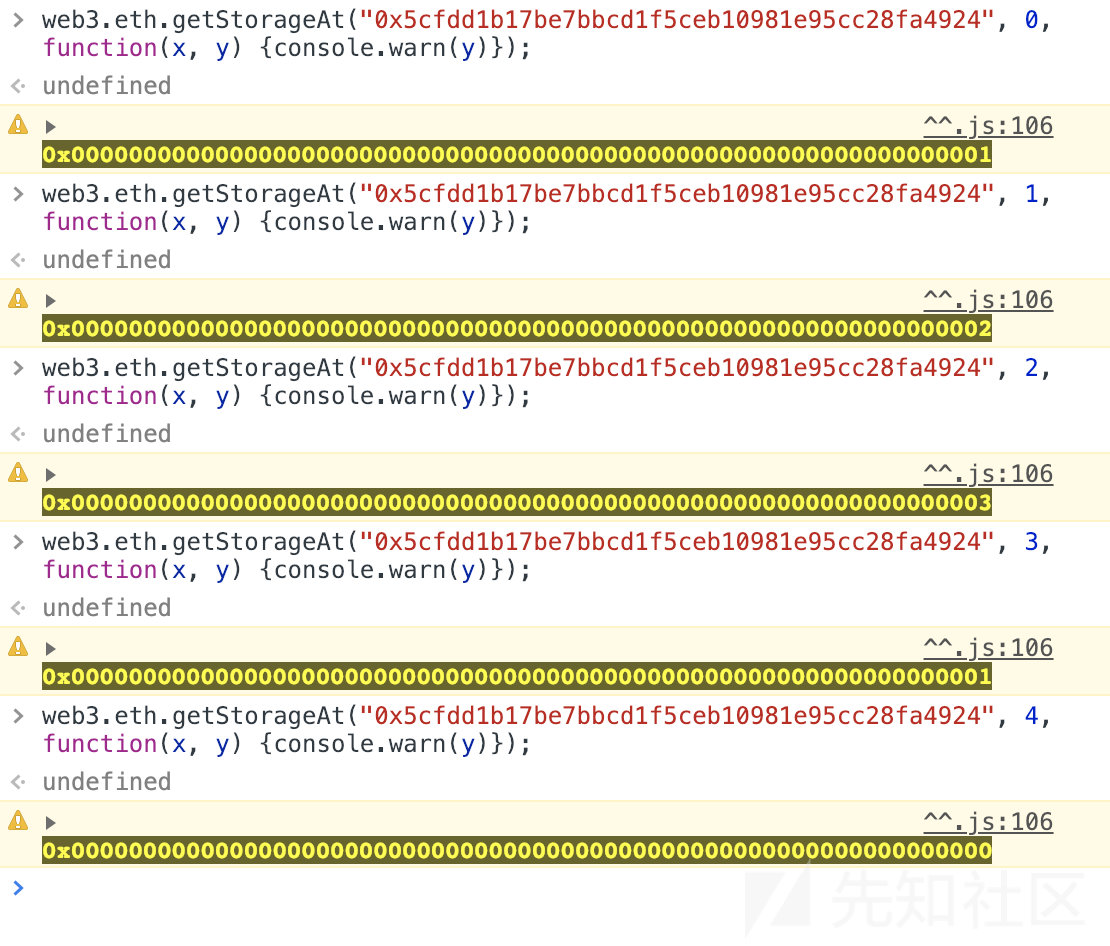 > web3.eth.getStorageAt("0x5cfdd1b17be7bbcd1f5ceb10981e95cc28fa4924", 0,
function(x, y) {console.warn(y)});
undefined
^^.js:106
0x0000000000000000000000000000000000000000000000000000000000000001
> web3.eth.getStorageAt("0x5cfdd1b17be7bbcd1f5ceb10981e95cc28fa4924", 1,
function(x, y) {console.warn(y)});
undefined
^^.js:106
0x0000000000000000000000000000000000000000000000000000000000000002
> web3.eth.getStorageAt("0x5cfdd1b17be7bbcd1f5ceb10981e95cc28fa4924", 2,
function(x, y) {console.warn(y)});
undefined
^^.js:106
0x0000000000000000000000000000000000000000000000000000000000000003
> web3.eth.getStorageAt("0x5cfdd1b17be7bbcd1f5ceb10981e95cc28fa4924", 3,
function(x, y) {console.warn(y)});
undefined
^^.js:106
0x0000000000000000000000000000000000000000000000000000000000000001
> web3.eth.getStorageAt("0x5cfdd1b17be7bbcd1f5ceb10981e95cc28fa4924", 4,
function(x, y) {console.warn(y)});
undefined
^^.js:106
0x0000000000000000000000000000000000000000000000000000000000000000
>
先知社区